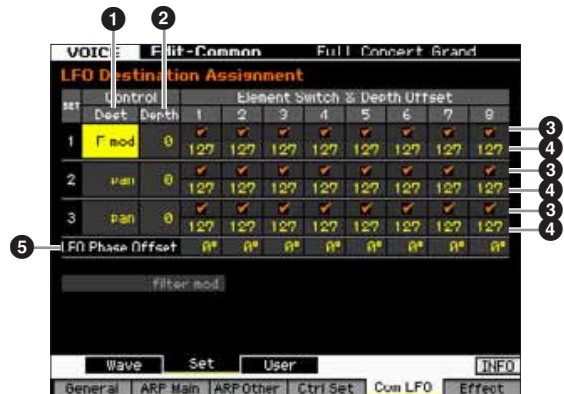 1 2
VOICE Edit-Common Full Concert Grand
LFO Destination Assignment
SET Control Element Switch & Depth Offset
Dest Depth 1 2 3 4 5 6 7 8
3
1 F mod 0 127 127 127 127 127 127 127 127 4
3
2 pan 0 127 127 127 127 127 127 127 127 4
3
3 pan 0 127 127 127 127 127 127 127 127 4
5 LFO Phase Offset 0° 0° 0° 0° 0° 0° 0° 0°
filter mod
Wave Set User INFO
General ARP Main ARP Other Ctrl Set Com LFO Effect